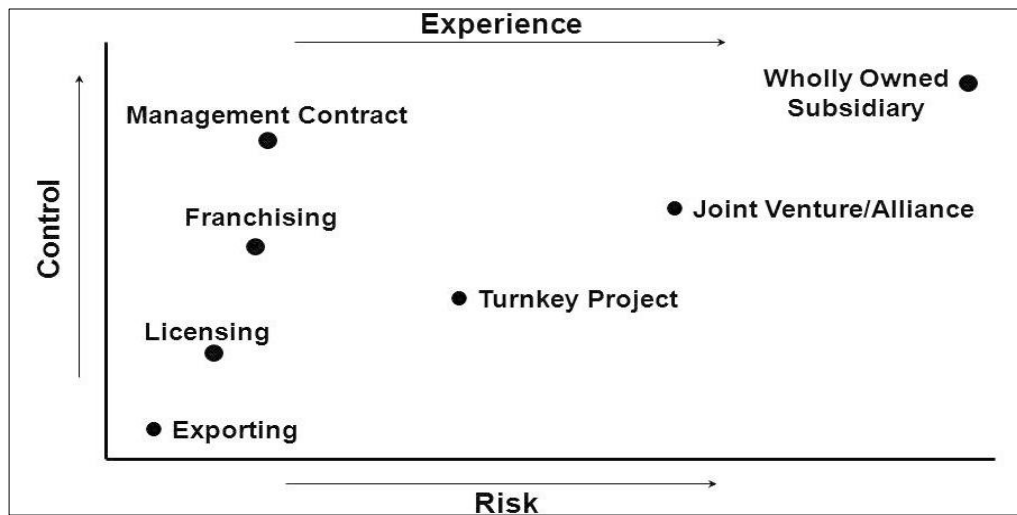 Experience
Wholly Owned
Subsidiary
Management Contract
Joint Venture/Alliance
Franchising
Control
Turnkey Project
Licensing
Exporting
Risk